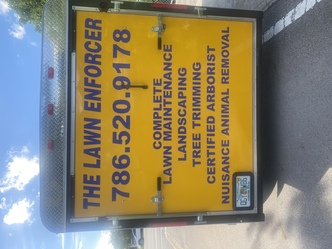 THE LAWN ENFORCER
786.520.9178
COMPLETE
LAWN MAINTENANCE
LANDSCAPING
TREE TRIMMING
CERTIFIED ARBORIST
NUISANCE ANIMAL REMOVAL